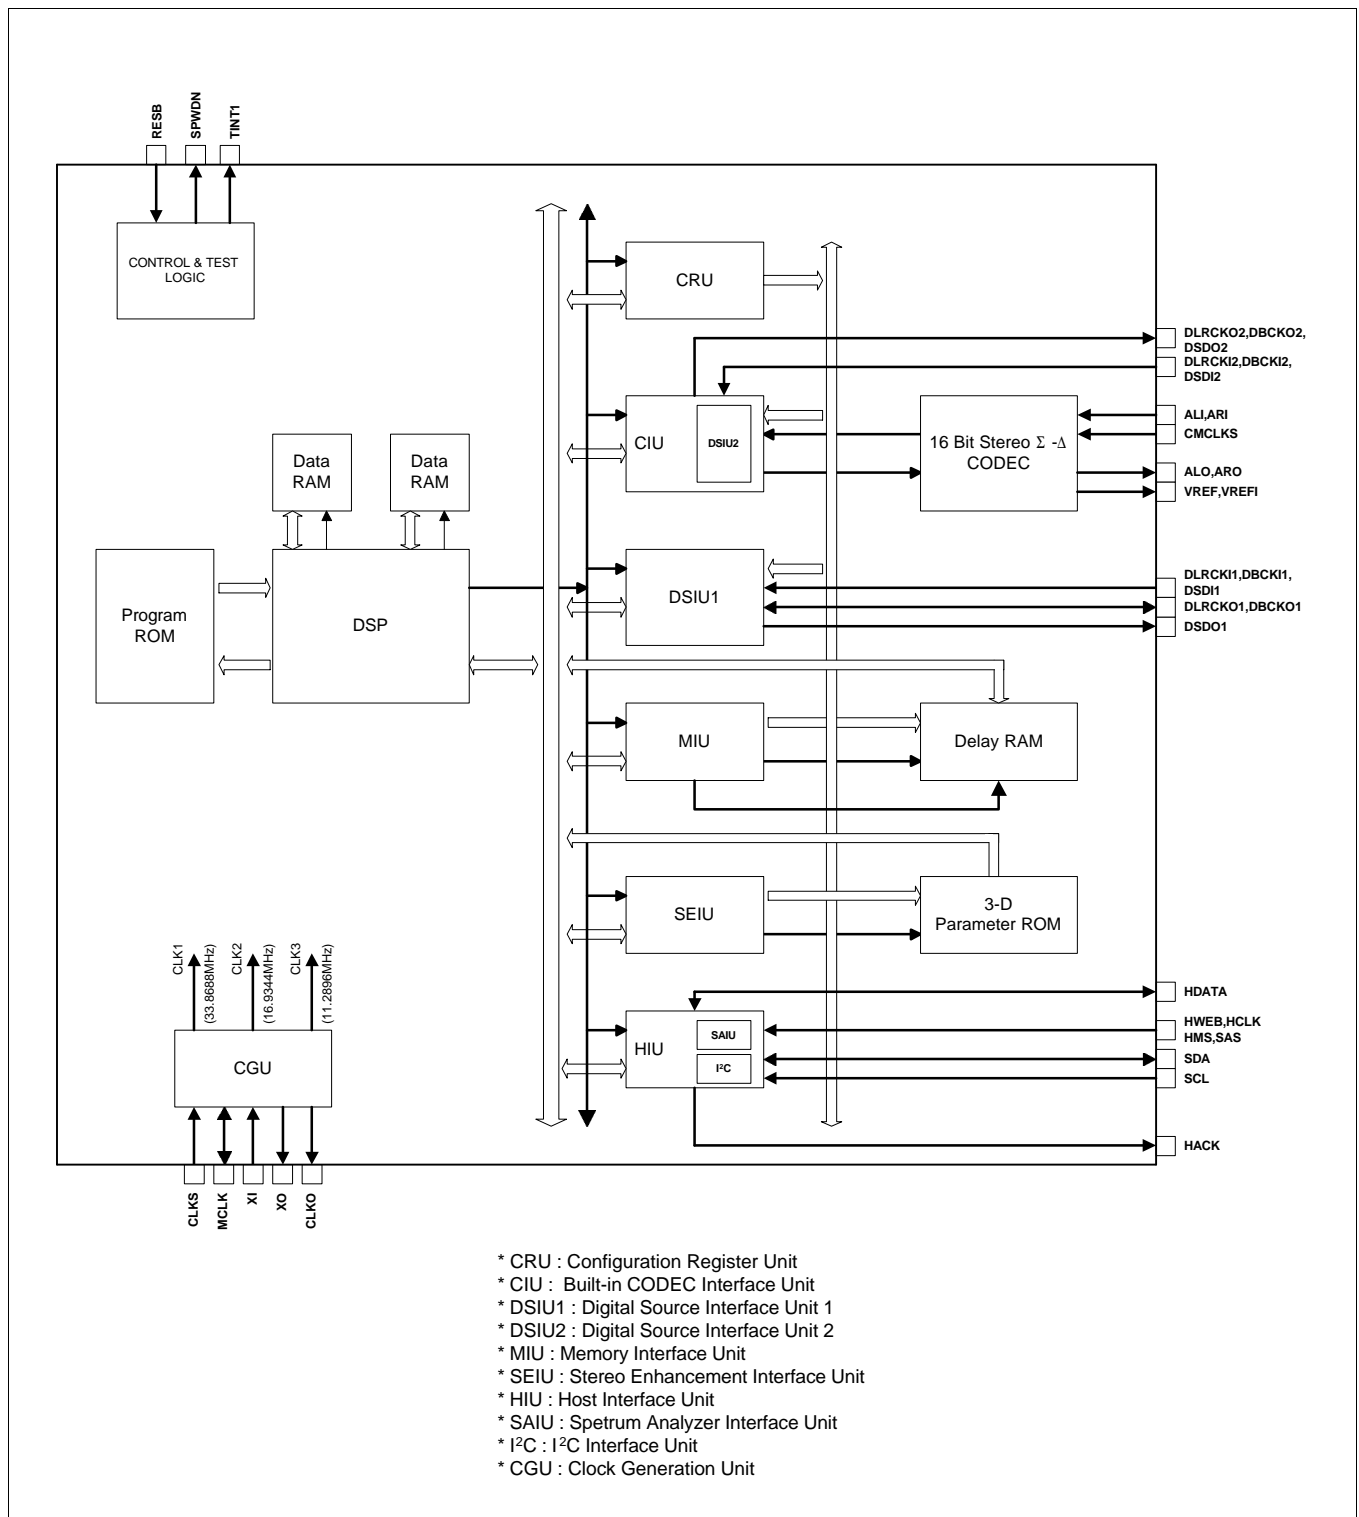 RESB
SPWDN
TINT1
CONTROL & TEST
LOGIC
CRU
DLRCKO2,DBCKO2,
DSDO2
DLRCKI2,DBCKI2,
DSDI2
CIU
DSIU2
16 Bit Stereo Σ -Δ
CODEC
ALI,ARI
CMCLKS
ALO,ARO
VREF,VREFI
Data
RAM
Data
RAM
Program
ROM
DSP
DSIU1
DLRCKI1,DBCKI1,
DSDI1
DLRCKO1,DBCKO1
DSDO1
MIU
Delay RAM
SEIU
3-D
Parameter ROM
CLK1
(33.8688MHz)
CLK2
(16.9344MHz)
CLK3
(11.2896MHz)
CGU
HIU
SAIU
I²C
HDATA
HWEB,HCLK
HMS,SAS
SDA
SCL
HACK
CLKS
MCLK
XI
XO
CLKO
* CRU : Configuration Register Unit
* CIU :  Built-in CODEC Interface Unit
* DSIU1 : Digital Source Interface Unit 1
* DSIU2 : Digital Source Interface Unit 2
* MIU : Memory Interface Unit
* SEIU : Stereo Enhancement Interface Unit
* HIU : Host Interface Unit
* SAIU : Spetrum Analyzer Interface Unit
* I²C : I²C Interface Unit
* CGU : Clock Generation Unit